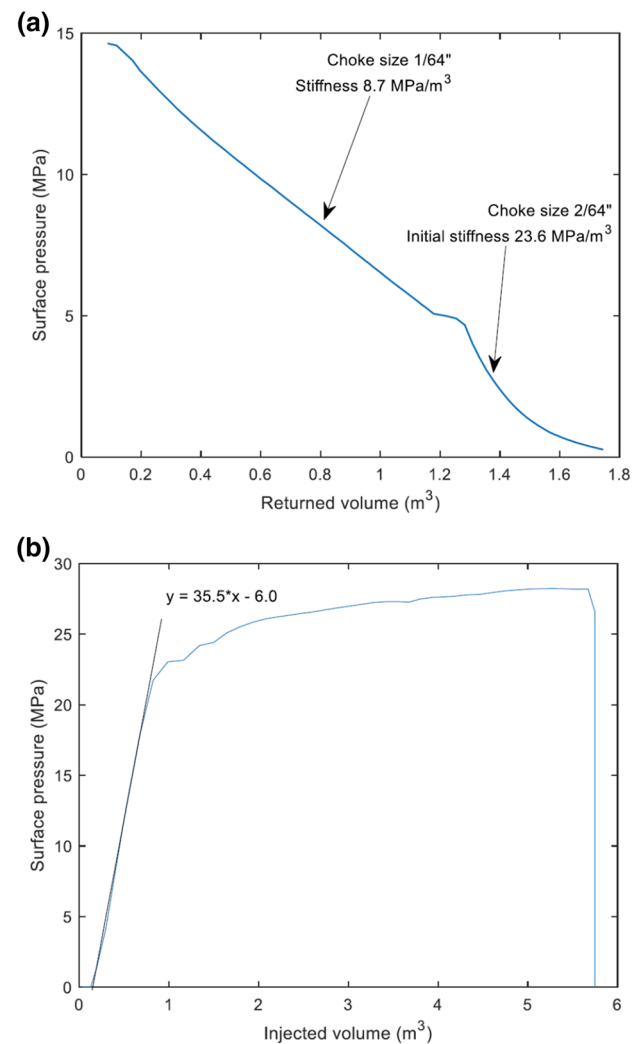 (a)
15
10
5
0
Surface pressure (MPa)
Choke size 1/64"
Stiffness 8.7 MPa/m³
Choke size 2/64"
Initial stiffness 23.6 MPa/m³
0 0.2 0.4 0.6 0.8 1 1.2 1.4 1.6 1.8
Returned volume (m³)
(b)
30
25
20
15
10
5
0
Surface pressure (MPa)
y = 35.5*x - 6.0
0 1 2 3 4 5 6
Injected volume (m³)